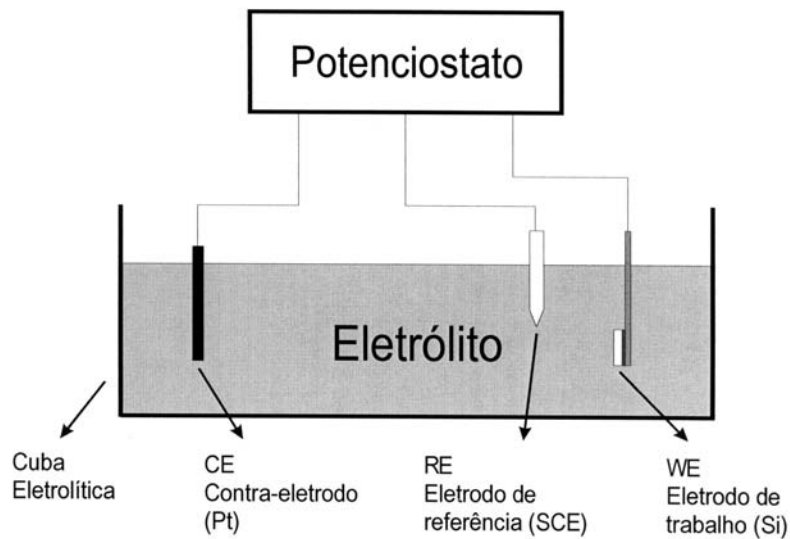 Potenciostato
Eletrólito
Cuba
Eletrolítica
CE
Contra-eletrodo
(Pt)
RE
Eletrodo de
referência (SCE)
WE
Eletrodo de
trabalho (Si)